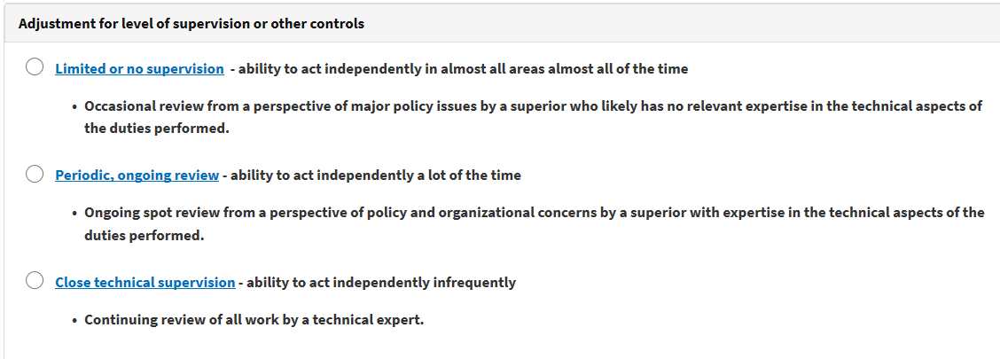 Adjustment for level of supervision or other controls
Limited or no supervision - ability to act independently in almost all areas almost all of the time
• Occasional review from a perspective of major policy issues by a superior who likely has no relevant expertise in the technical aspects of
the duties performed.
Periodic, ongoing review - ability to act independently a lot of the time
• Ongoing spot review from a perspective of policy and organizational concerns by a superior with expertise in the technical aspects of the
duties performed.
Close technical supervision - ability to act independently infrequently
• Continuing review of all work by a technical expert.